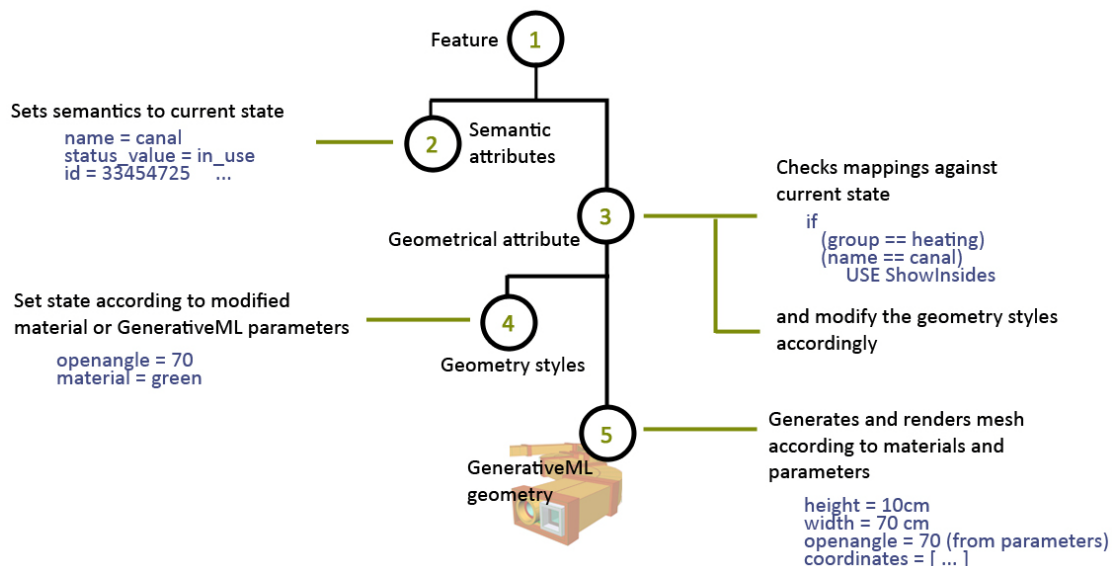 Feature
1
Sets semantics to current state
name = canal
status_value = in_use
id = 33454725 ...
2
Semantic
attributes
3
Geometrical attribute
Checks mappings against
current state
if
(group == heating)
(name == canal)
USE ShowInsides
and modify the geometry styles
accordingly
Set state according to modified
material or GenerativeML parameters
openangle = 70
material = green
4
Geometry styles
5
GenerativeML
geometry
Generates and renders mesh
according to materials and
parameters
height = 10cm
width = 70 cm
openangle = 70 (from parameters)
coordinates = [ ... ]